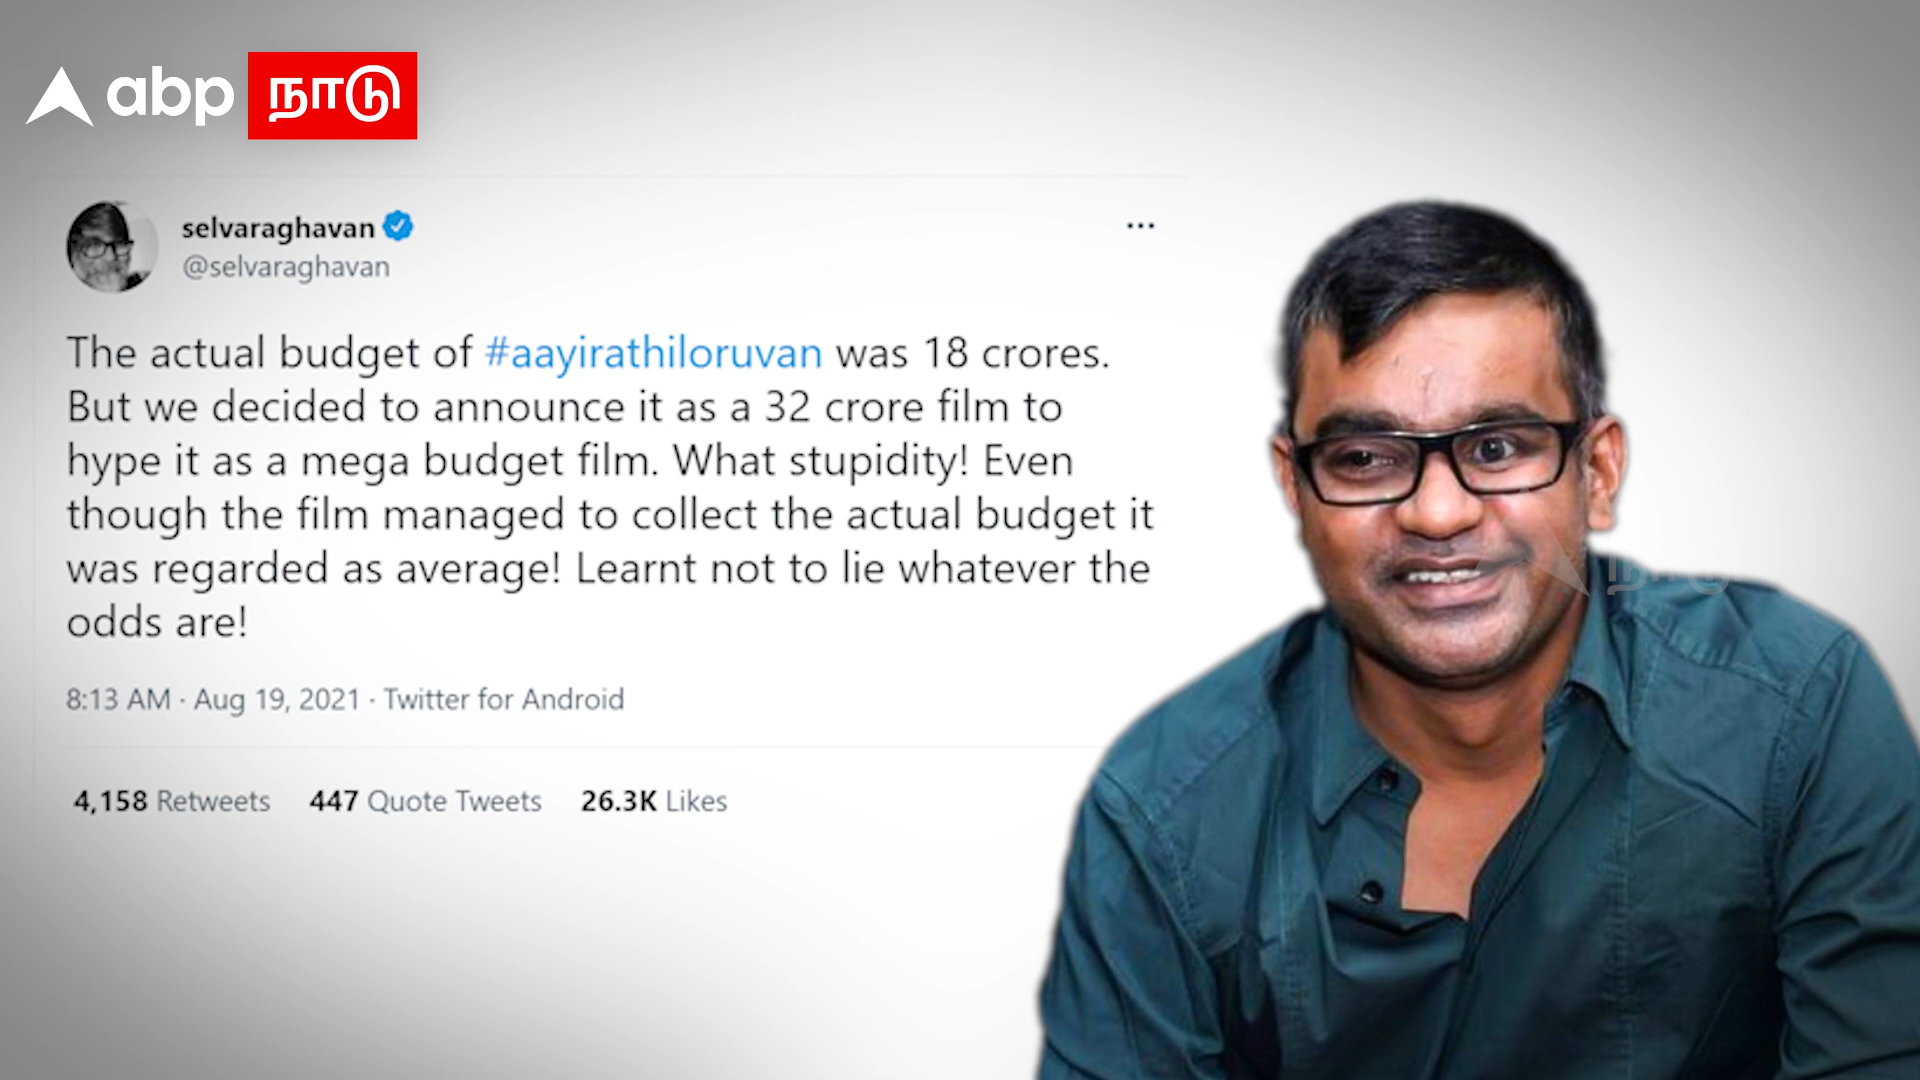 abp நாடு
selvaraghavan
@selvaraghavan
The actual budget of #aayirathiloruvan was 18 crores.
But we decided to announce it as a 32 crore film to
hype it as a mega budget film. What stupidity! Even
though the film managed to collect the actual budget it
was regarded as average! Learnt not to lie whatever the
odds are!
8:13 AM · Aug 19, 2021 · Twitter for Android
4,158 Retweets 447 Quote Tweets 26.3K Likes
நாடு